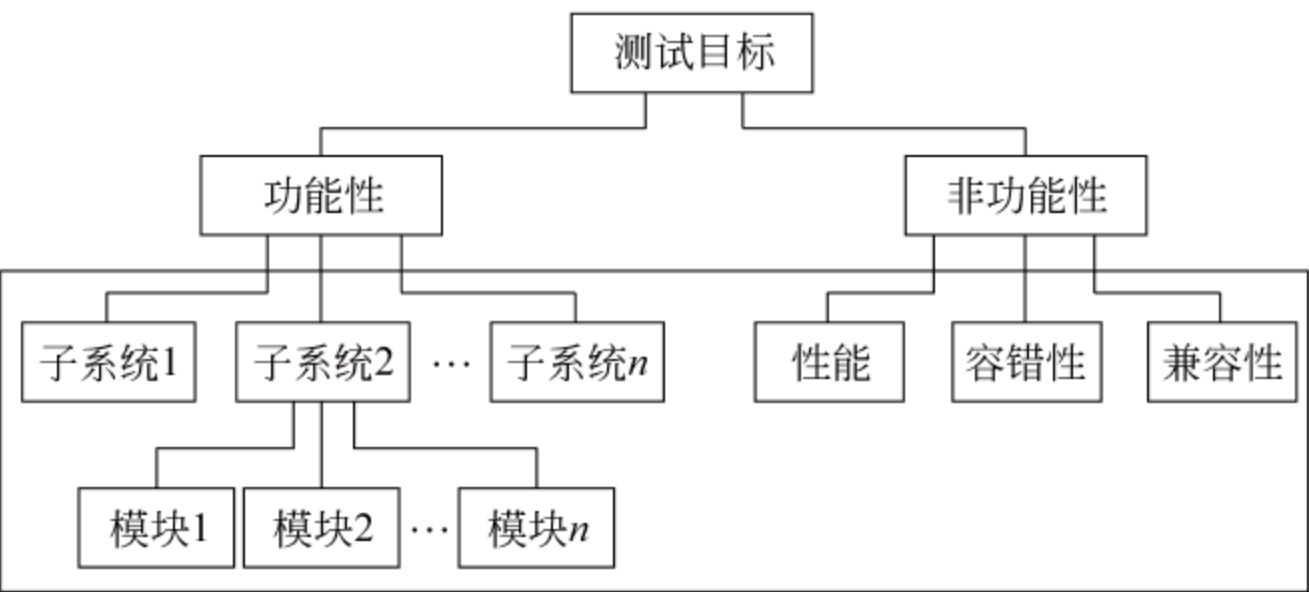 测试目标
功能性
非功能性
子系统1
子系统2
…
子系统n
性能
容错性
兼容性
模块1
模块2
…
模块n